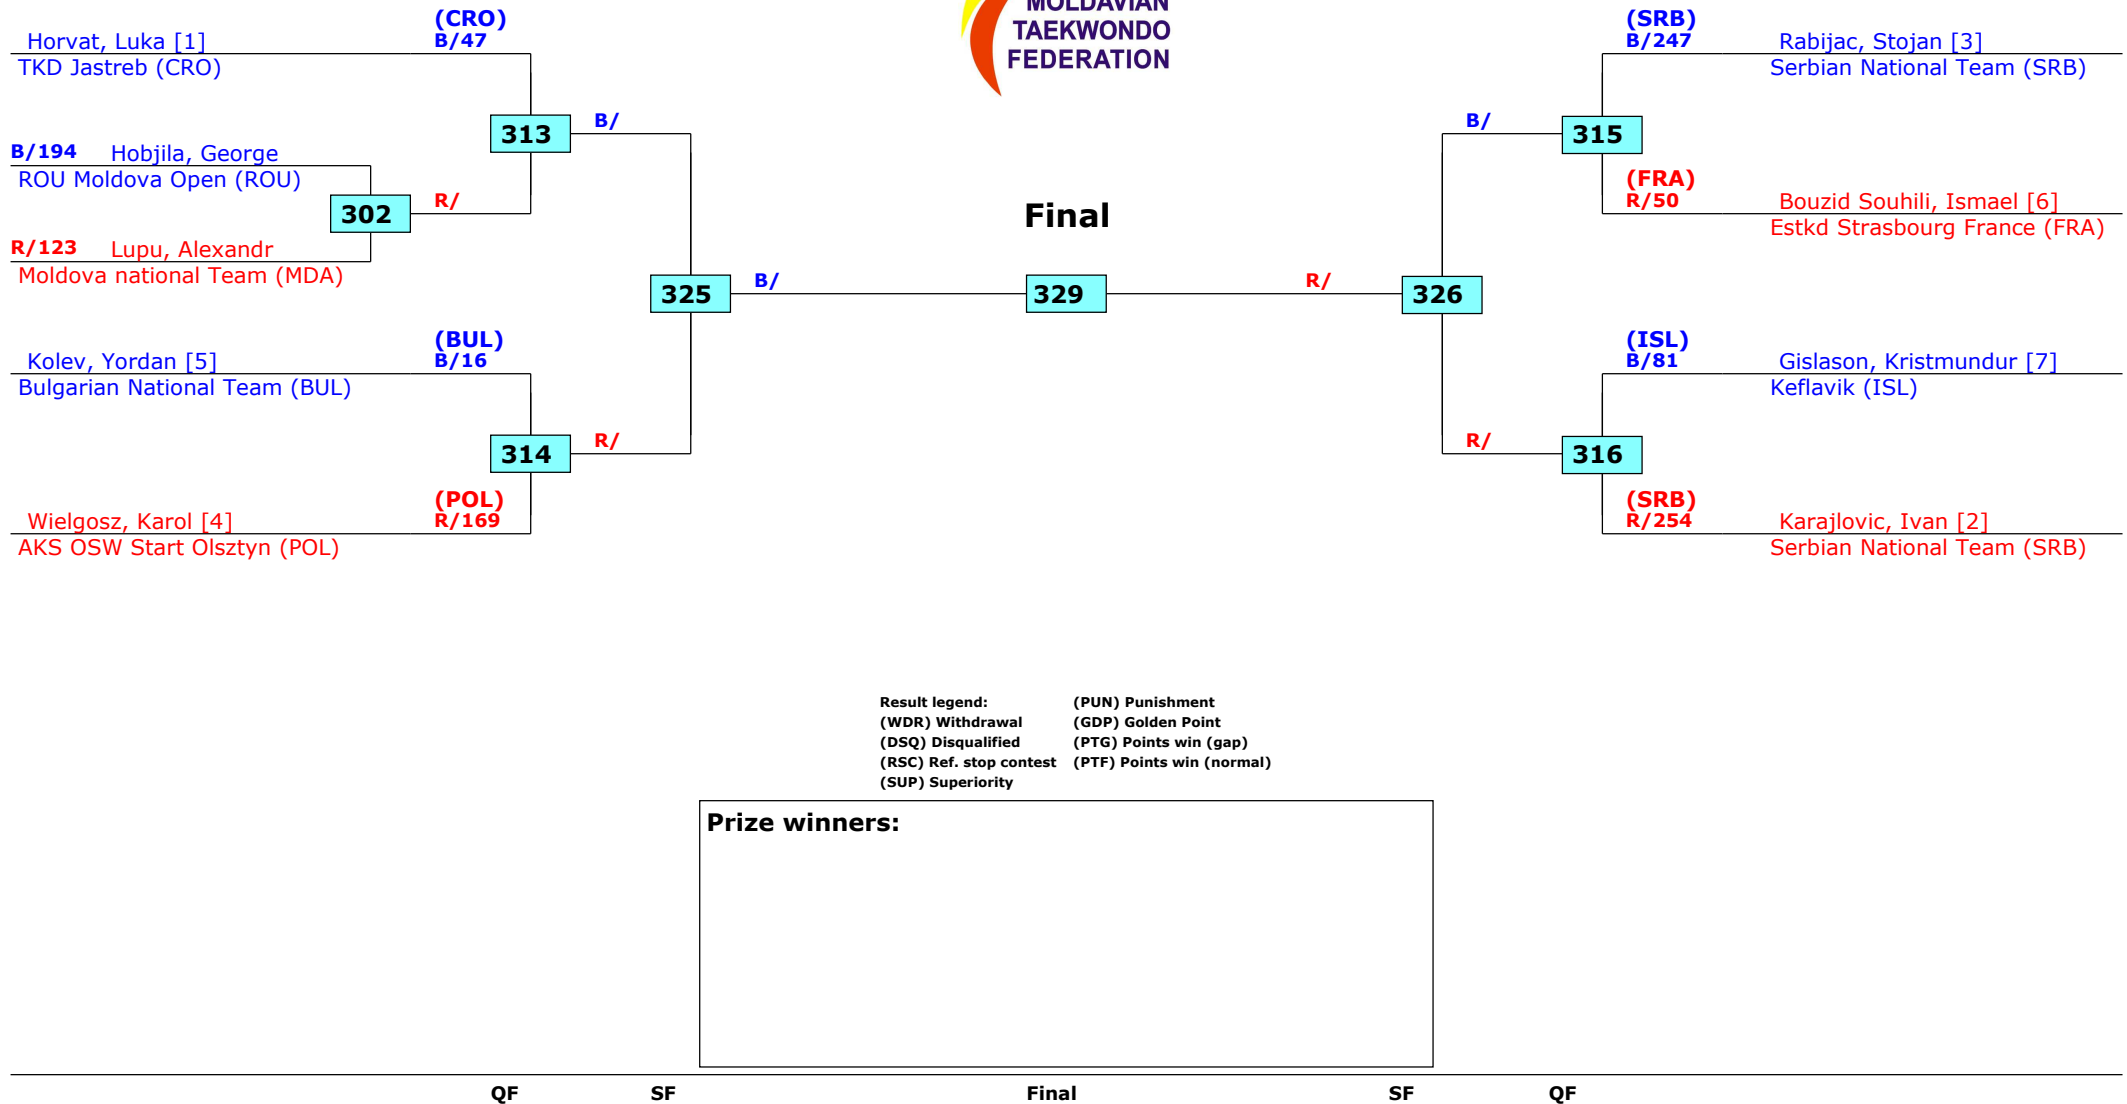 MOLDAVIAN
TAEKWONDO
FEDERATION
(CRO)
Horvat, Luka [1] B/47
TKD Jastreb (CRO)
313
B/
B/194 Hobjila, George
ROU Moldova Open (ROU)
302
R/
R/123 Lupu, Alexandr
Moldova national Team (MDA)
325
B/
(BUL)
Kolev, Yordan [5] B/16
Bulgarian National Team (BUL)
314
R/
(POL)
Wielgosz, Karol [4] R/169
AKS OSW Start Olsztyn (POL)
Final
329
(SRB)
B/247 Rabijac, Stojan [3]
Serbian National Team (SRB)
B/
315
(FRA)
R/50 Bouzid Souhili, Ismael [6]
Estkd Strasbourg France (FRA)
R/
326
(ISL)
B/81 Gislason, Kristmundur [7]
Keflavik (ISL)
R/
316
(SRB)
R/254 Karajlovic, Ivan [2]
Serbian National Team (SRB)
Result legend: (PUN) Punishment
(WDR) Withdrawal (GDP) Golden Point
(DSQ) Disqualified (PTG) Points win (gap)
(RSC) Ref. stop contest (PTF) Points win (normal)
(SUP) Superiority
Prize winners:
QF SF Final SF QF